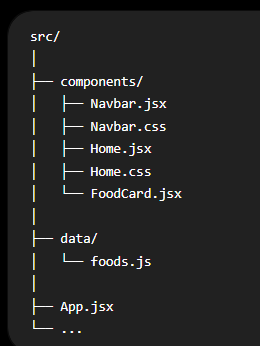 src/
│
├── components/
│   ├── Navbar.jsx
│   ├── Navbar.css
│   ├── Home.jsx
│   ├── Home.css
│   └── FoodCard.jsx
│
├── data/
│   └── foods.js
│
├── App.jsx
└── ...